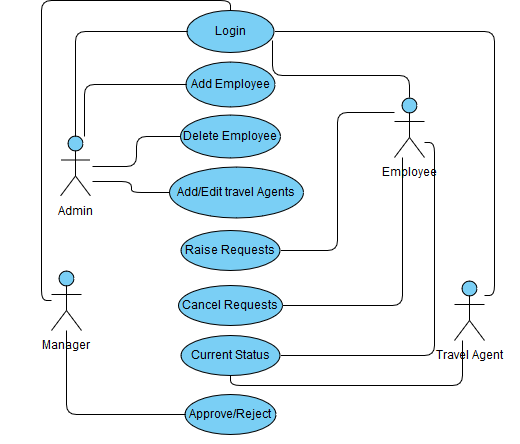 Login
Add Employee
Delete Employee
Employee
Add/Edit travel Agents
Admin
Raise Requests
Cancel Requests
Manager
Current Status
Travel Agent
Approve/Reject